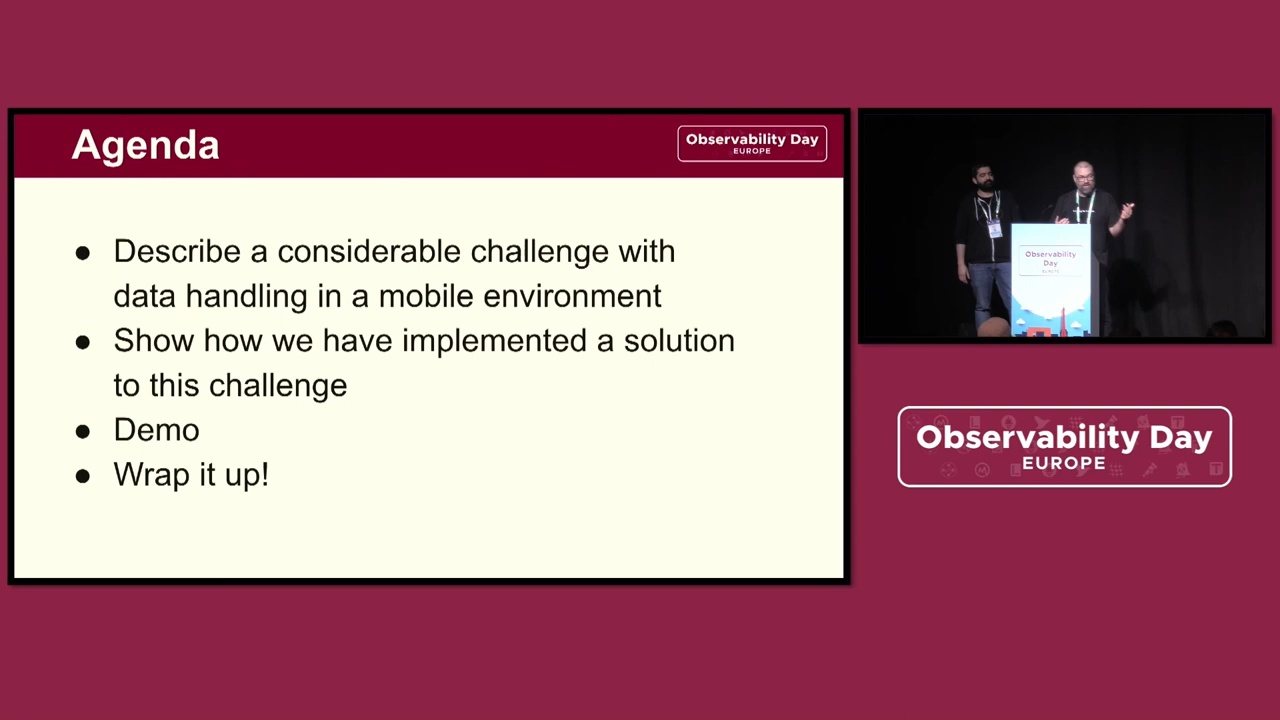 Agenda
Observability Day
EUROPE
● Describe a considerable challenge with
data handling in a mobile environment
● Show how we have implemented a solution
to this challenge
● Demo
● Wrap it up!
Observability
Day
EUROPE
Observability Day
EUROPE